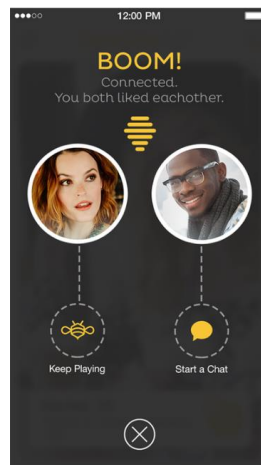 12:00 PM
BOOM!
Connected.
You both liked eachother.
Keep Playing
Start a Chat